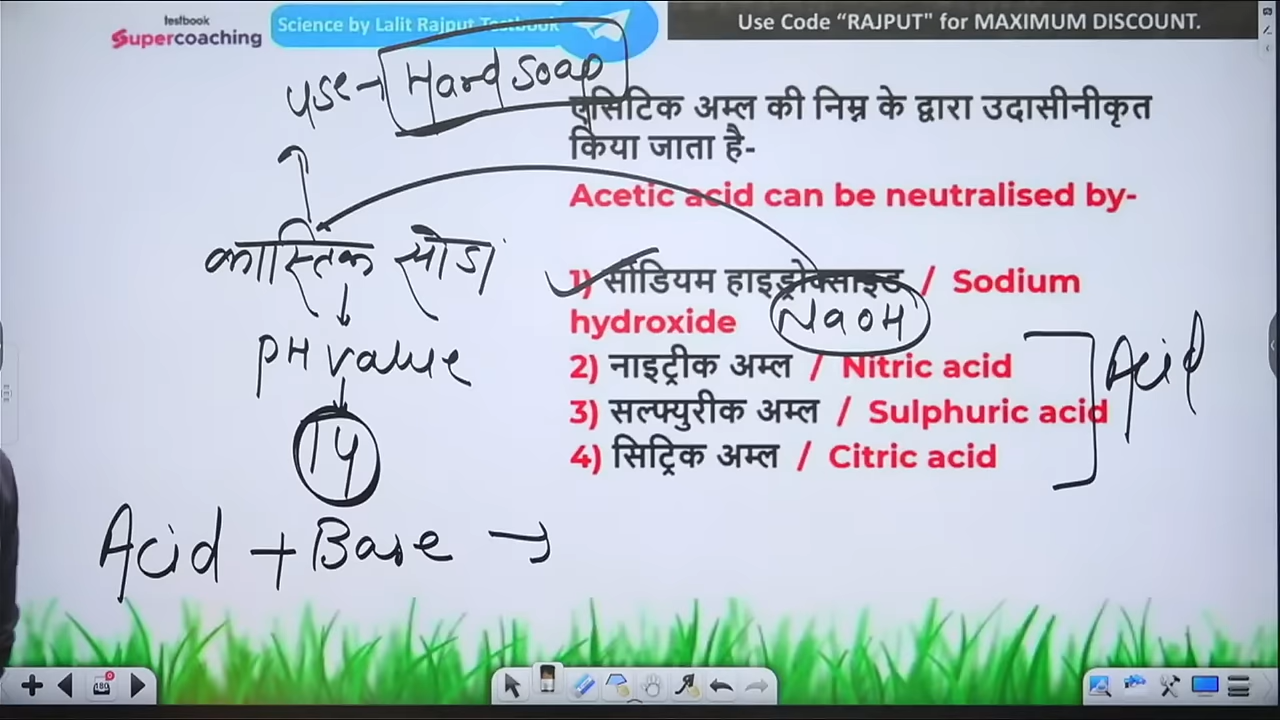 testbook
Supercoaching
Science by Lalit Rajput Testbook
Use Code “RAJPUT" for MAXIMUM DISCOUNT.
use→ Hard soap
एसिटिक अम्ल की निम्न के द्वारा उदासीनीकृत
किया जाता है-
Acetic acid can be neutralised by-
कास्तिक सोडा
1) सोडियम हाइड्रोक्साइड / Sodium
hydroxide NaOH
PH value
2) नाइट्रीक अम्ल / Nitric acid
3) सल्फ्युरीक अम्ल / Sulphuric acid
4) सिट्रिक अम्ल / Citric acid
Acid
14
Acid + Base →
180